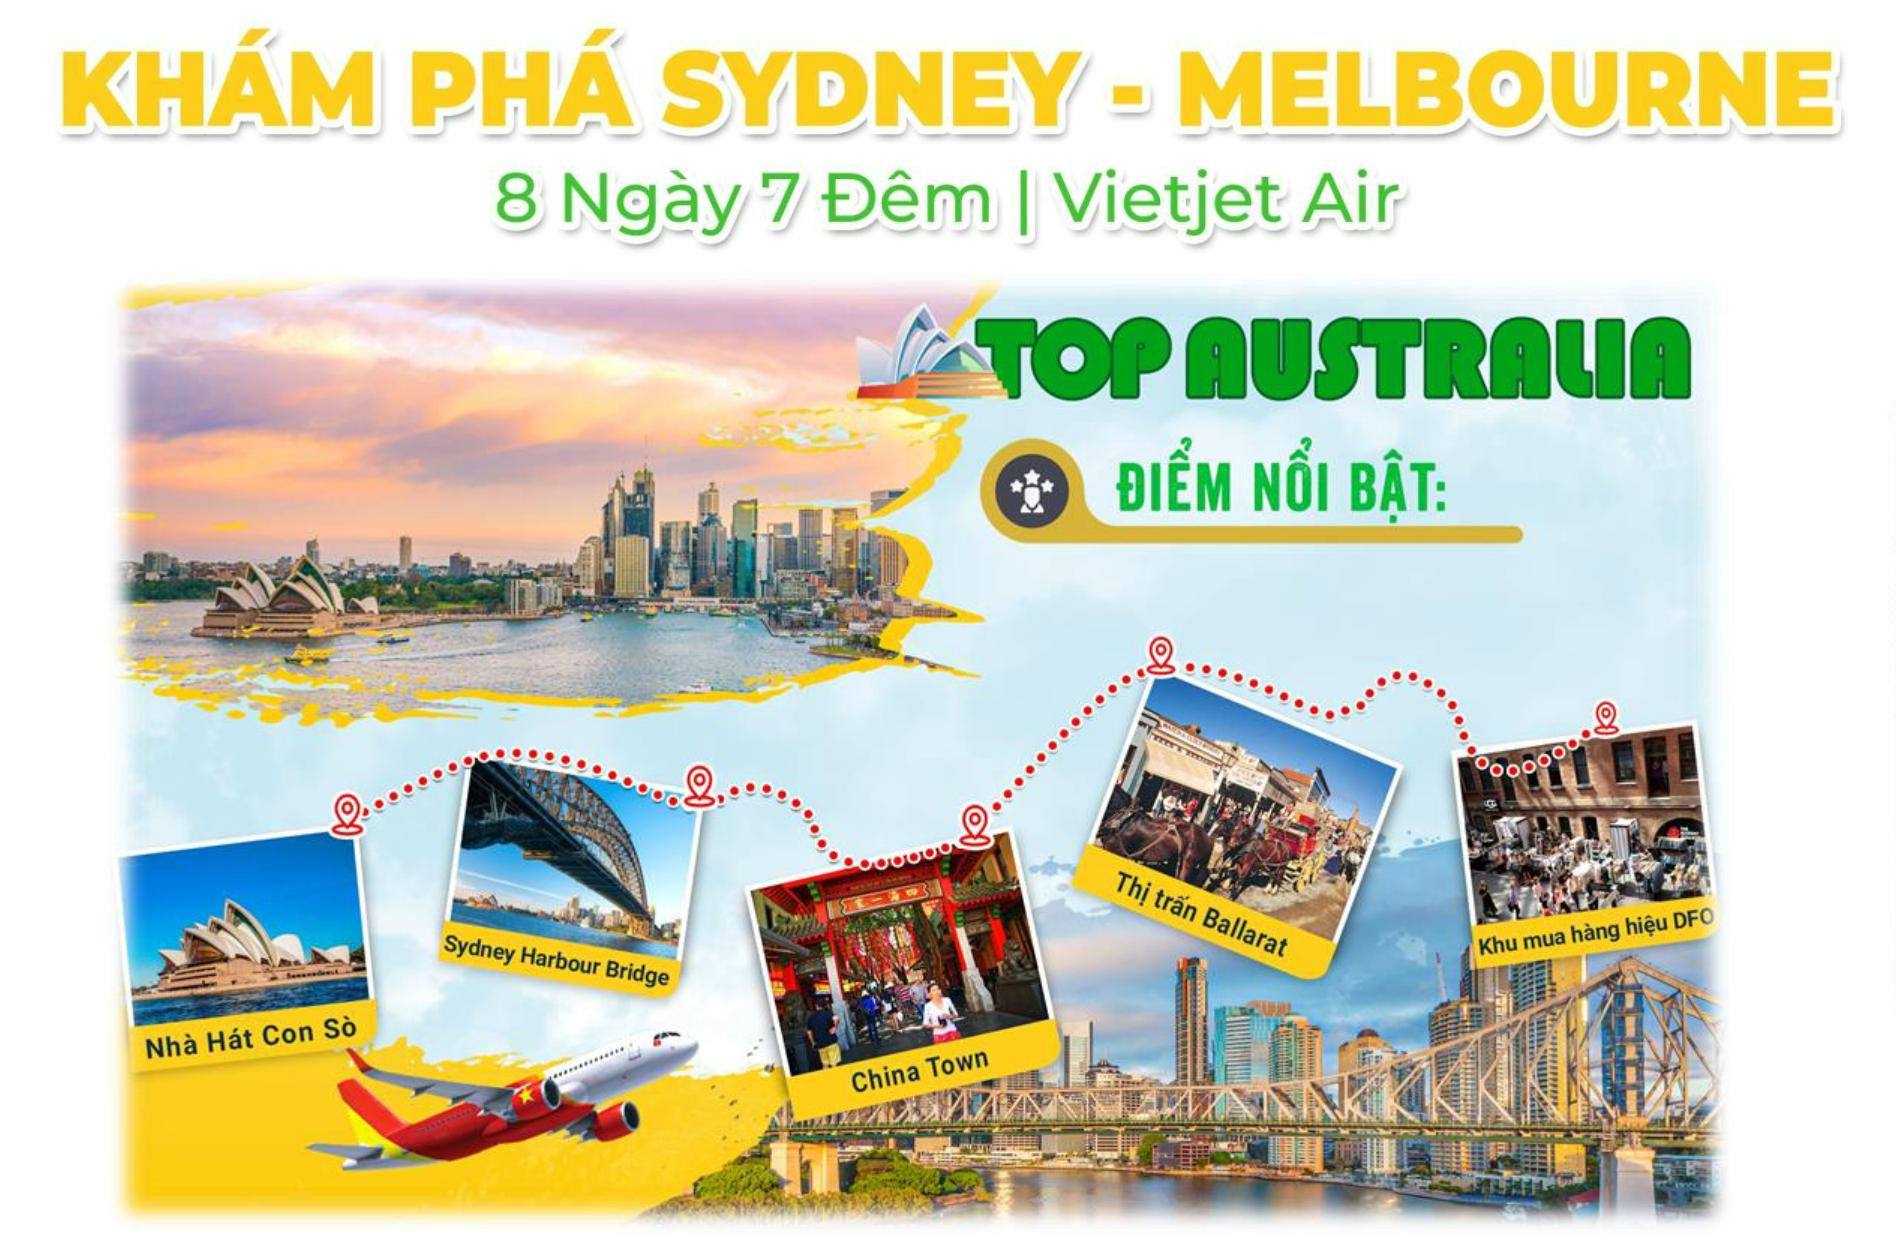 KHÁM PHÁ SYDNEY - MELBOURNE
8 Ngày 7 Đêm | Vietjet Air
TOP AUSTRALIA
ĐIỂM NỔI BẬT:
Nhà Hát Con Sò
Sydney Harbour Bridge
China Town
Thị trấn Ballarat
Khu mua hàng hiệu DFO